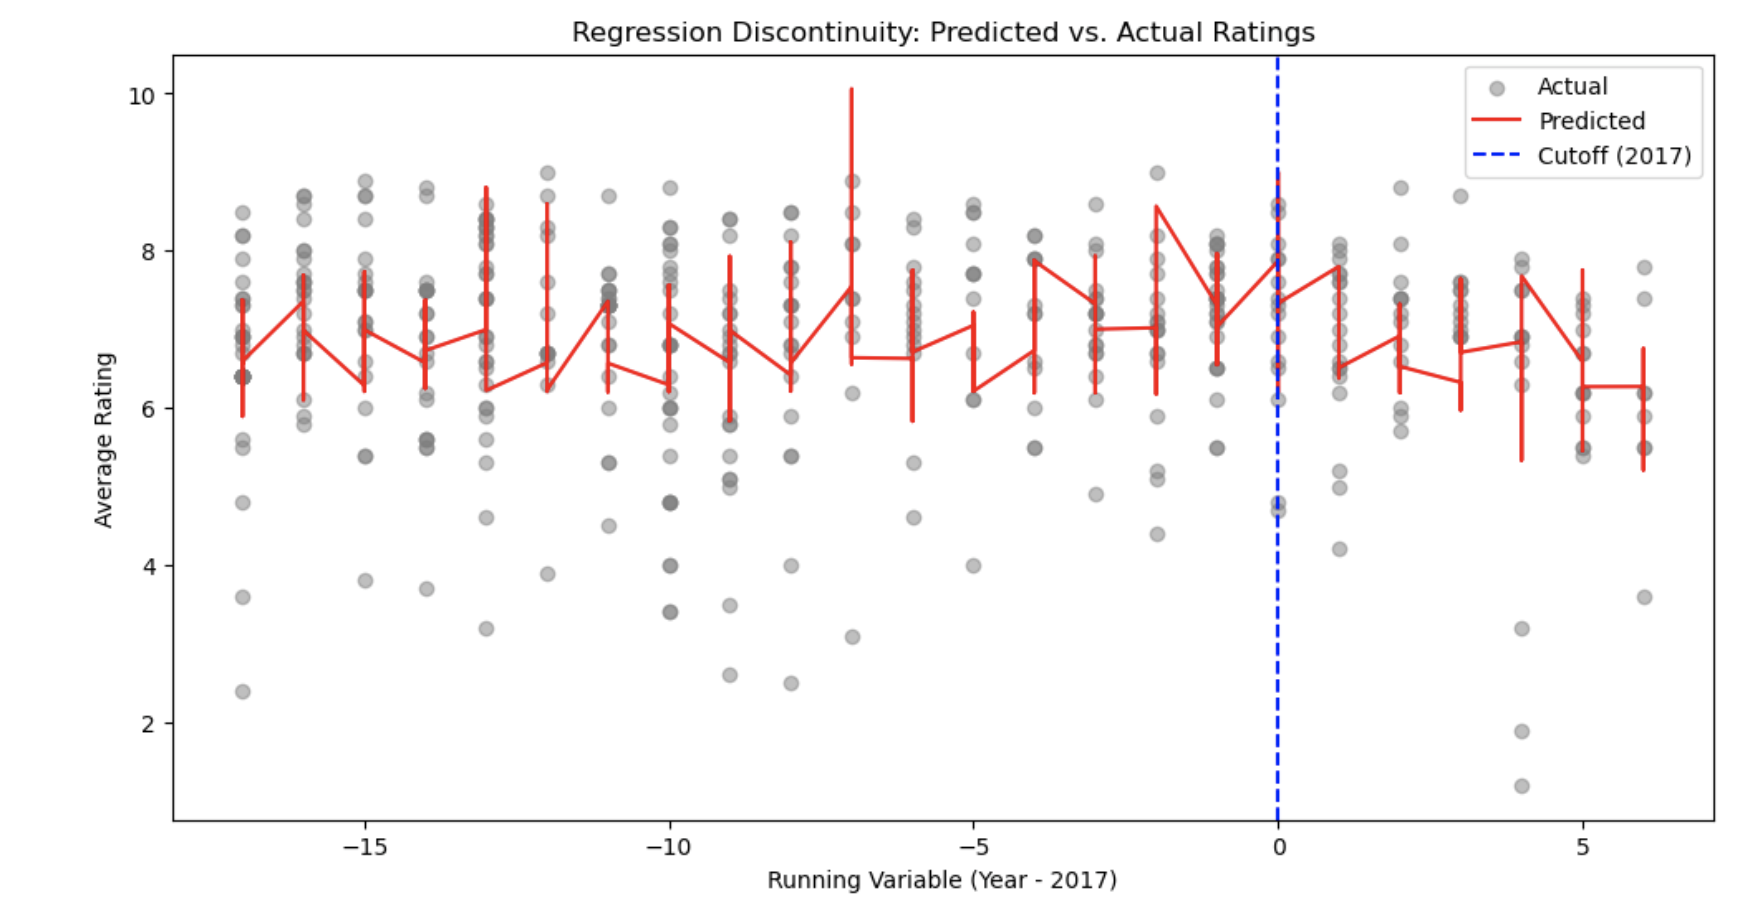 Regression Discontinuity: Predicted vs. Actual Ratings
Actual
Predicted
Cutoff (2017)
Average Rating
10
8
6
4
2
−15
−10
−5
0
5
Running Variable (Year - 2017)